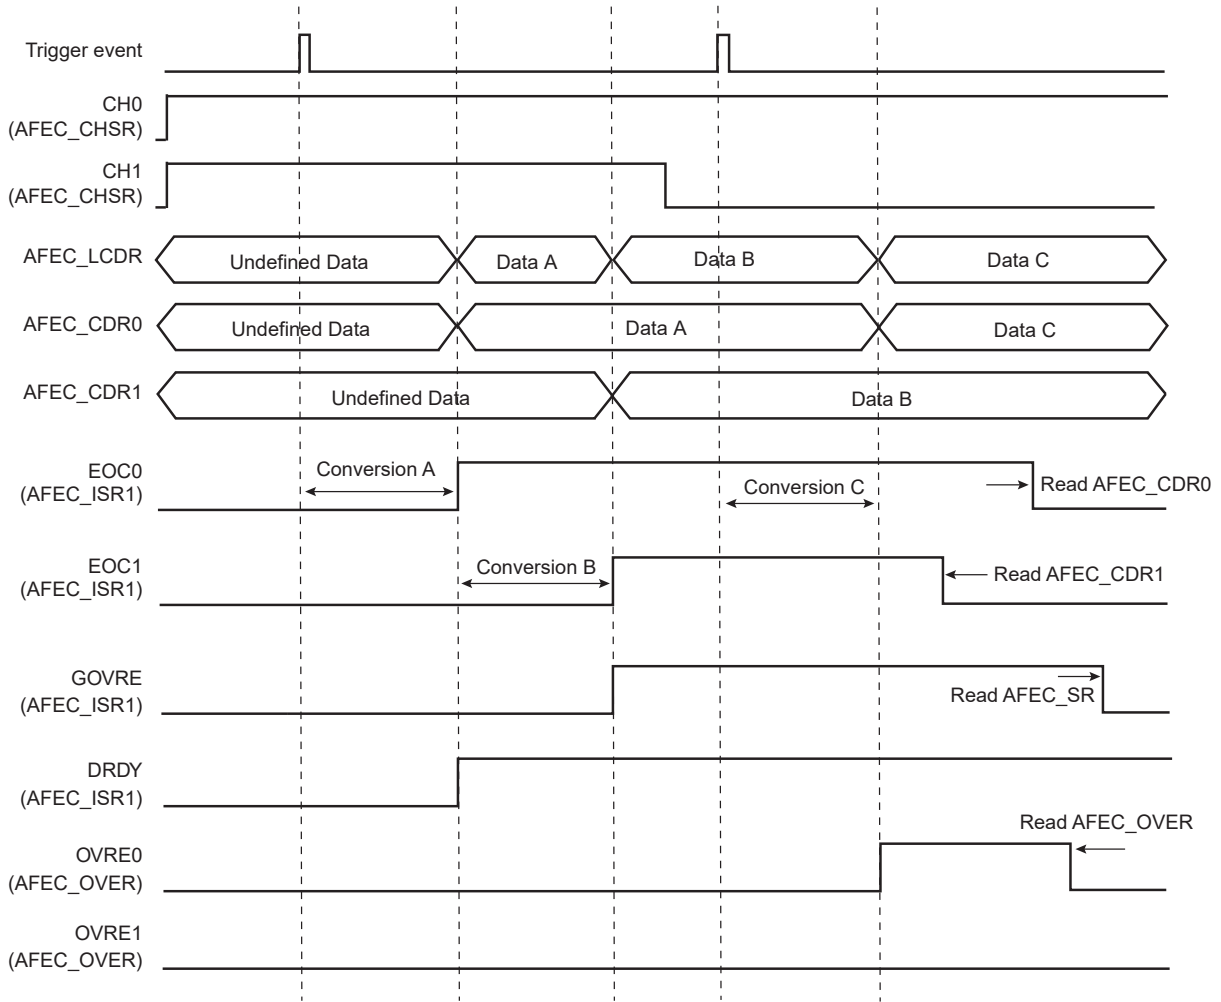 Trigger event
CH0
(AFEC_CHSR)
CH1
(AFEC_CHSR)
AFEC_LCDR
Undefined Data
Data A
Data B
Data C
AFEC_CDR0
Undefined Data
Data A
Data C
AFEC_CDR1
Undefined Data
Data B
EOC0
(AFEC_ISR1)
Conversion A
Conversion C
Read AFEC_CDR0
EOC1
(AFEC_ISR1)
Conversion B
Read AFEC_CDR1
GOVRE
(AFEC_ISR1)
Read AFEC_SR
DRDY
(AFEC_ISR1)
Read AFEC_OVER
OVRE0
(AFEC_OVER)
OVRE1
(AFEC_OVER)